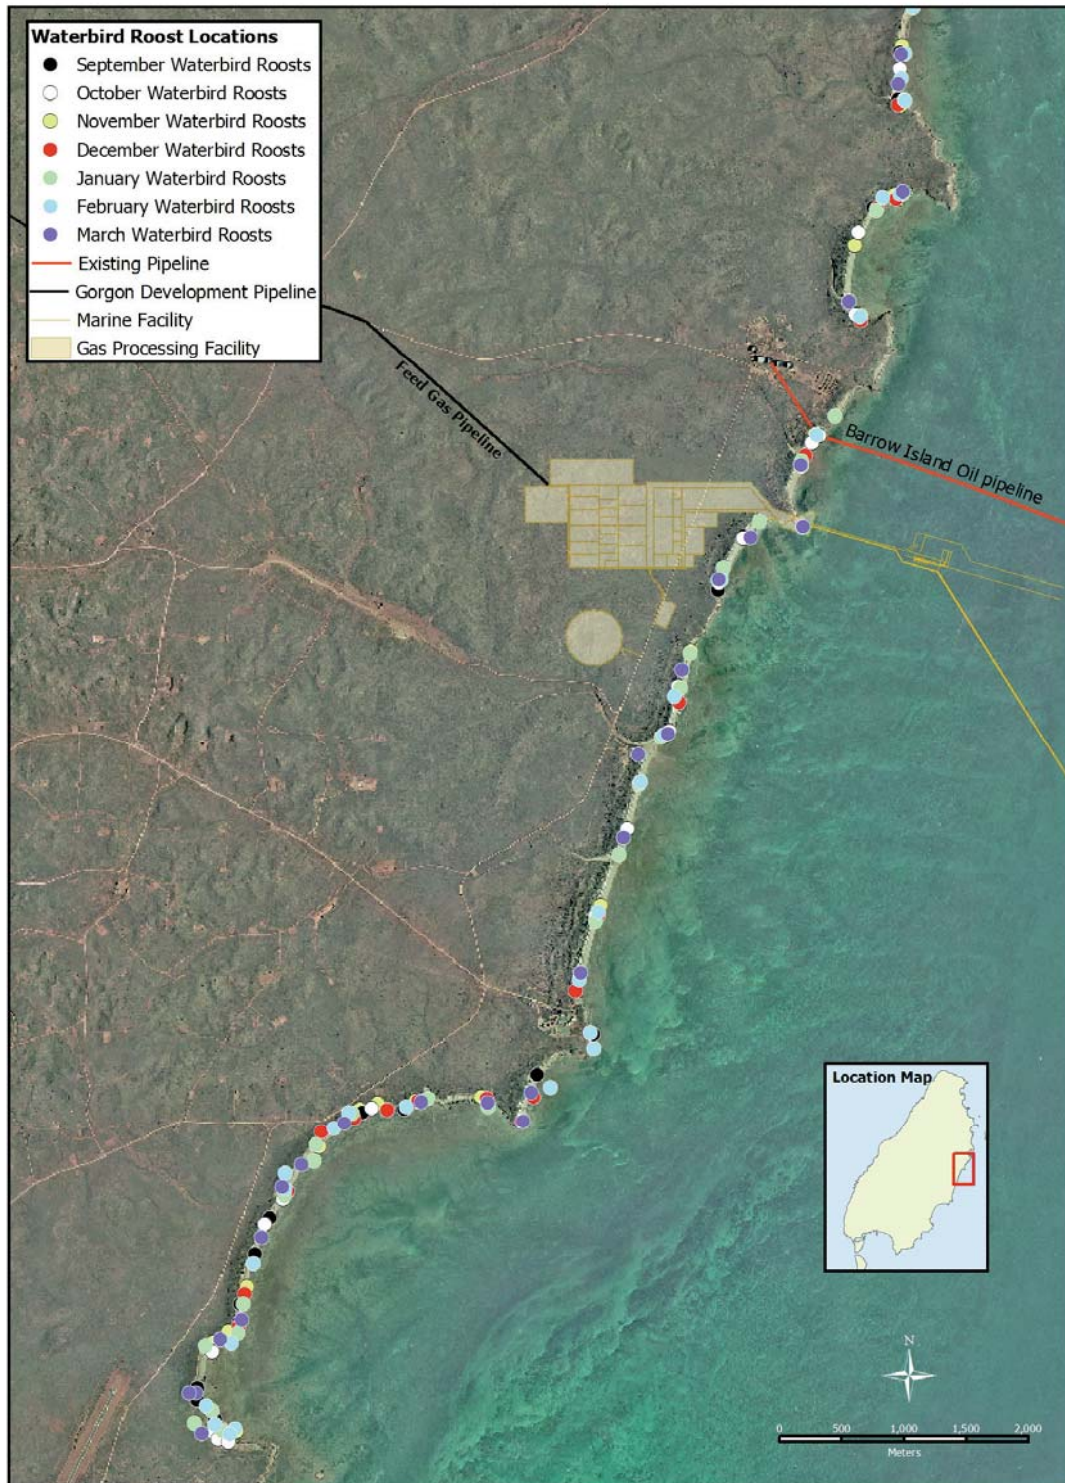 Waterbird Roost Locations
September Waterbird Roosts
October Waterbird Roosts
November Waterbird Roosts
December Waterbird Roosts
January Waterbird Roosts
February Waterbird Roosts
March Waterbird Roosts
Existing Pipeline
Gorgon Development Pipeline
Marine Facility
Gas Processing Facility
Feed Gas Pipeline
Barrow Island Oil pipeline
Location Map
N
0 500 1,000 1,500 2,000
Meters